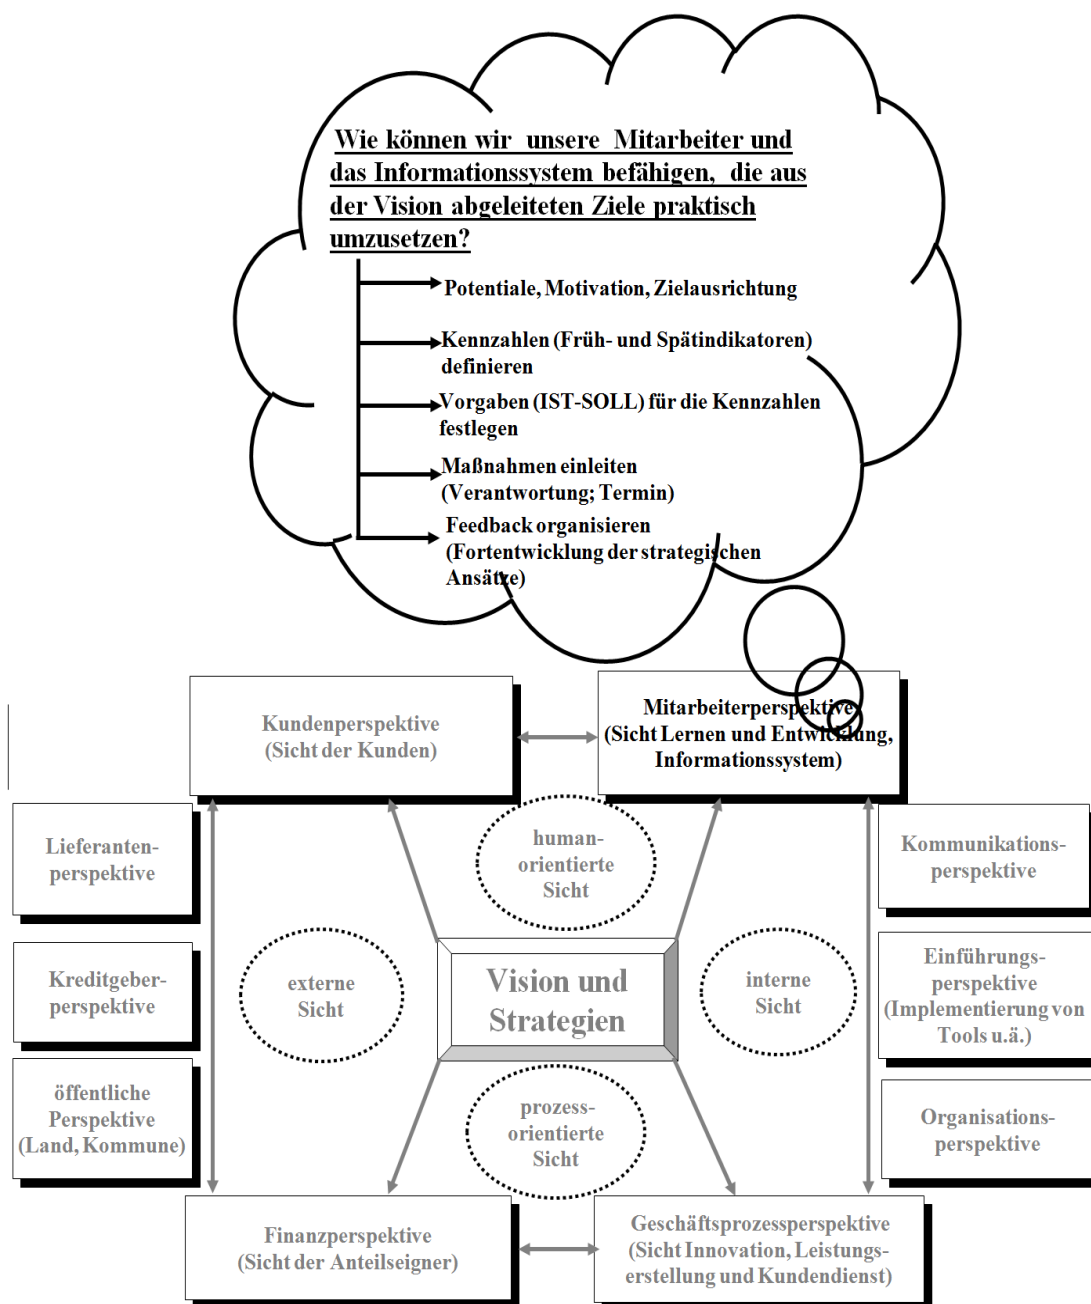 Wie können wir unsere Mitarbeiter und
das Informationssystem befähigen, die aus
der Vision abgeleiteten Ziele praktisch
umzusetzen?
Potentiale, Motivation, Zielausrichtung
Kennzahlen (Früh- und Spätindikatoren)
definieren
Vorgaben (IST-SOLL) für die Kennzahlen
festlegen
Maßnahmen einleiten
(Verantwortung; Termin)
Feedback organisieren
(Fortentwicklung der strategischen
Ansätze)
Kundenperspektive
(Sicht der Kunden)
Mitarbeiterperspektive
(Sicht Lernen und Entwicklung,
Informationssystem)
Lieferanten-
perspektive
human-
orientierte
Sicht
Kommunikations-
perspektive
Kreditgeber-
perspektive
externe
Sicht
Vision und
Strategien
interne
Sicht
Einführungs-
perspektive
(Implementierung von
Tools u.ä.)
öffentliche
Perspektive
(Land, Kommune)
prozess-
orientierte
Sicht
Organisations-
perspektive
Finanzperspektive
(Sicht der Anteilseigner)
Geschäftsprozessperspektive
(Sicht Innovation, Leistungs-
erstellung und Kundendienst)